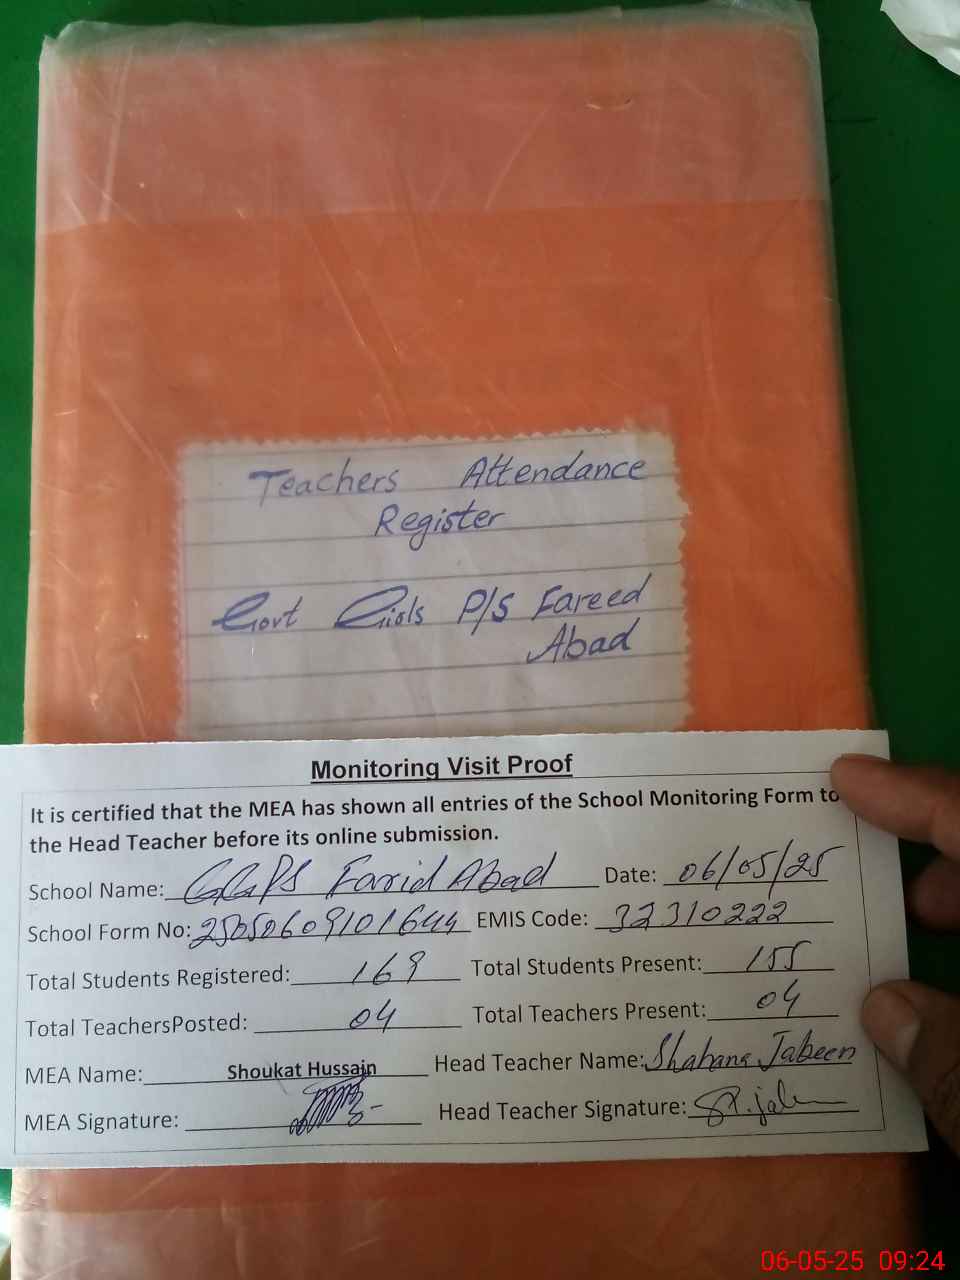 Teachers Attendance
Register
Govt Girls P/S Fareed
Abad
Monitoring Visit Proof
It is certified that the MEA has shown all entries of the School Monitoring Form to
the Head Teacher before its online submission.
School Name: GGPS Farid Abad Date: 06/05/25
School Form No: 25050609101644 EMIS Code: 32310222
Total Students Registered: 169 Total Students Present: 155
Total TeachersPosted: 04 Total Teachers Present: 04
MEA Name: Shoukat Hussain Head Teacher Name: Shabana Jabeen
MEA Signature: Head Teacher Signature:
06-05-25 09:24